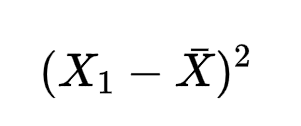 (X₁ − X̄)²